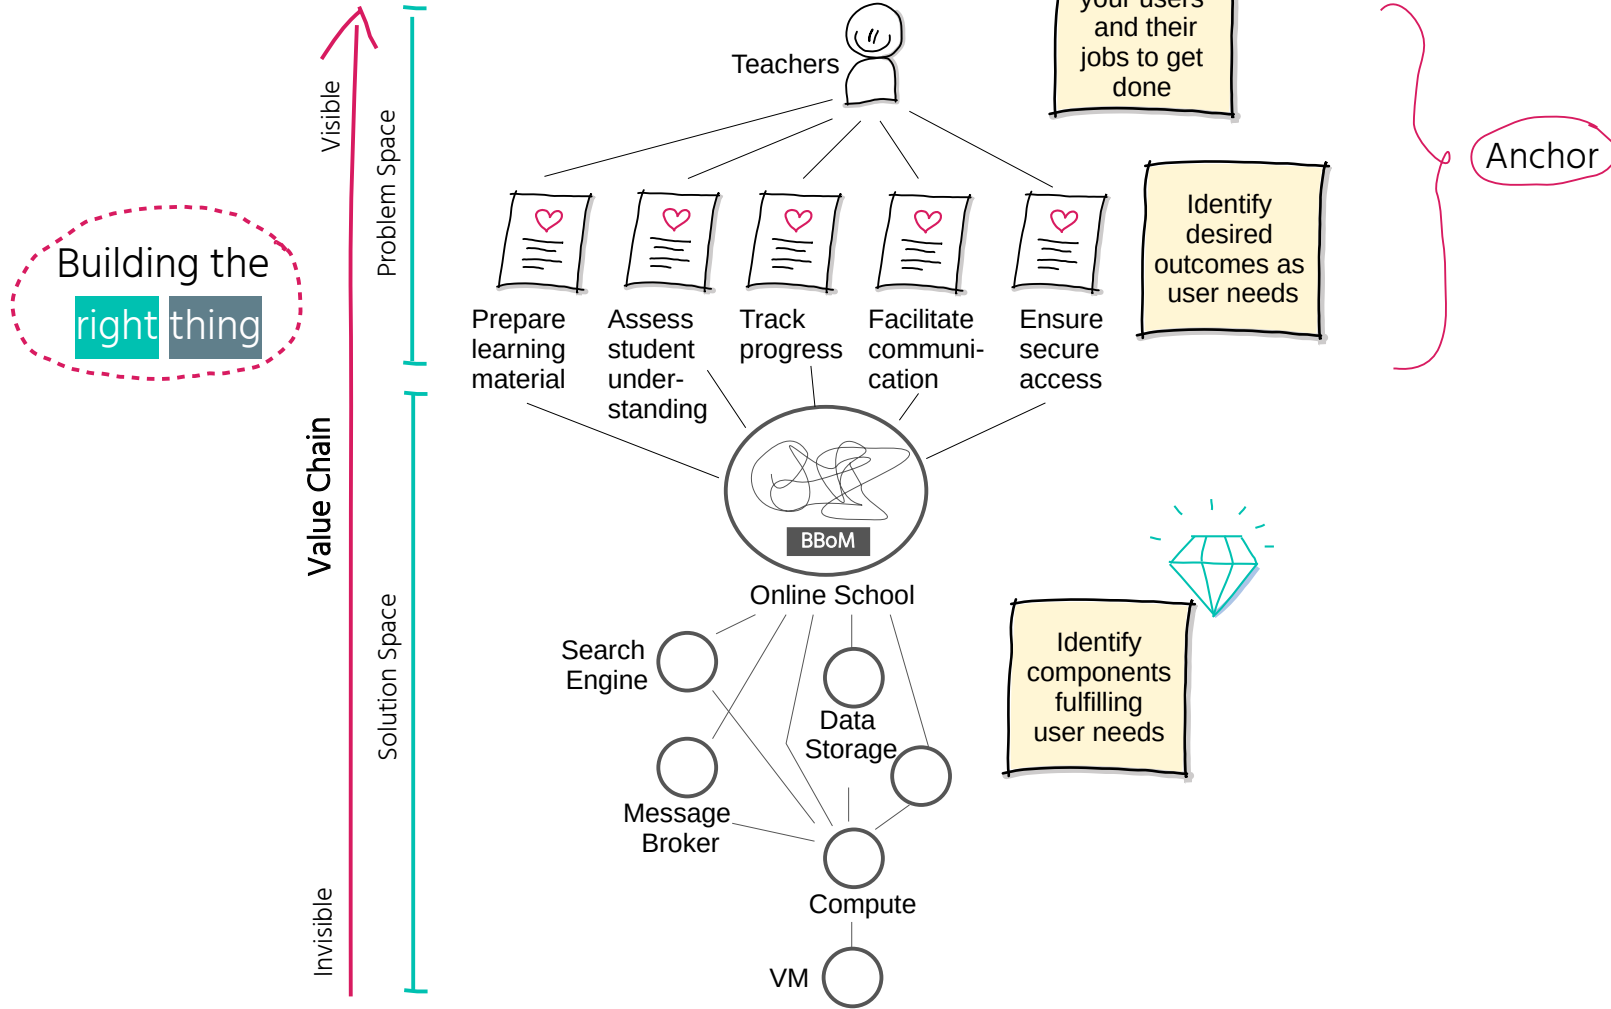 your users
and their
jobs to get
done
Teachers
Visible
Problem Space
Anchor
Identify
desired
outcomes as
user needs
Building the
right thing
Prepare
learning
material
Assess
student
under-
standing
Track
progress
Facilitate
communi-
cation
Ensure
secure
access
Value Chain
BBoM
Online School
Solution Space
Search
Engine
Data
Storage
Identify
components
fulfilling
user needs
Message
Broker
Compute
Invisible
VM